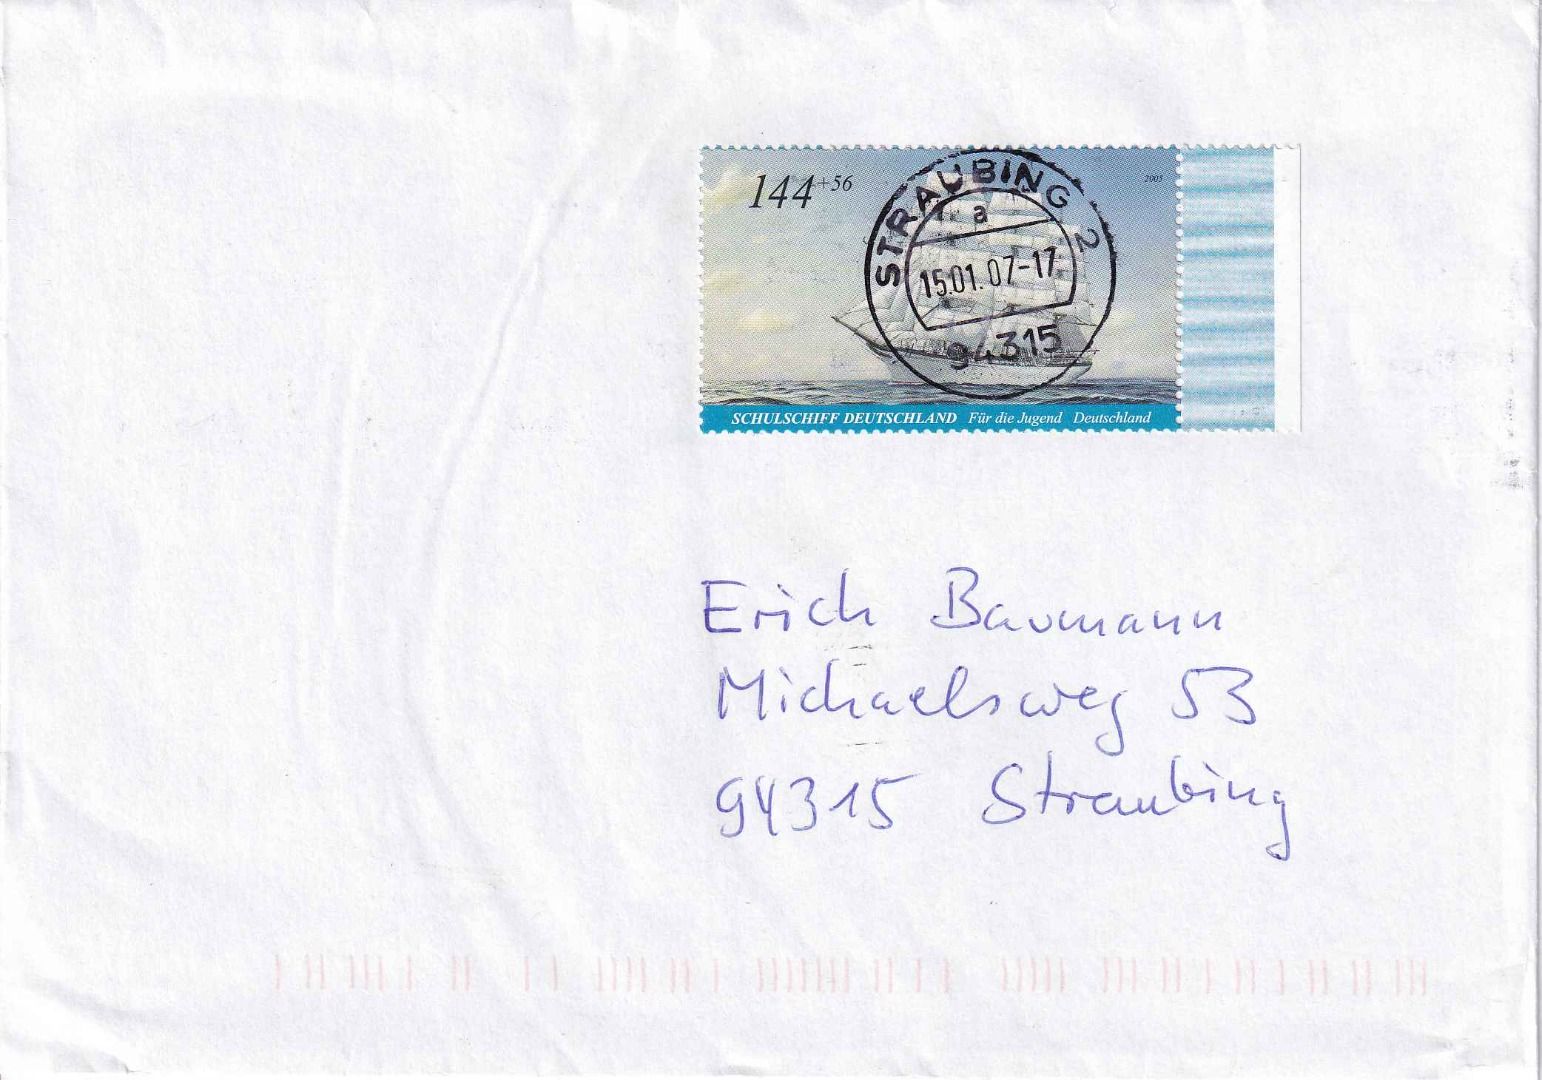 144+56
2005
STRAUBING 2
a
15.01.07-17
94315
SCHULSCHIFF DEUTSCHLAND Für die Jugend Deutschland
Erich Baumann
Michaelsweg 53
94315 Straubing